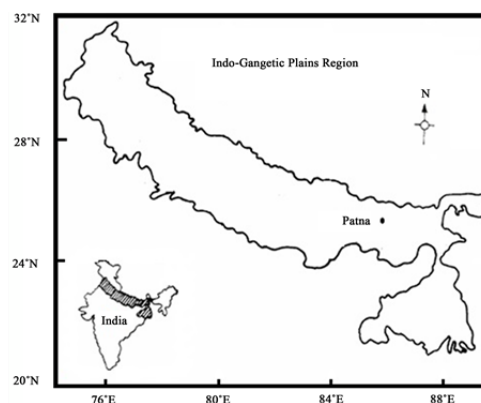 32°N
Indo-Gangetic Plains Region
N
28°N
Patna
24°N
India
20°N
76°E 80°E 84°E 88°E